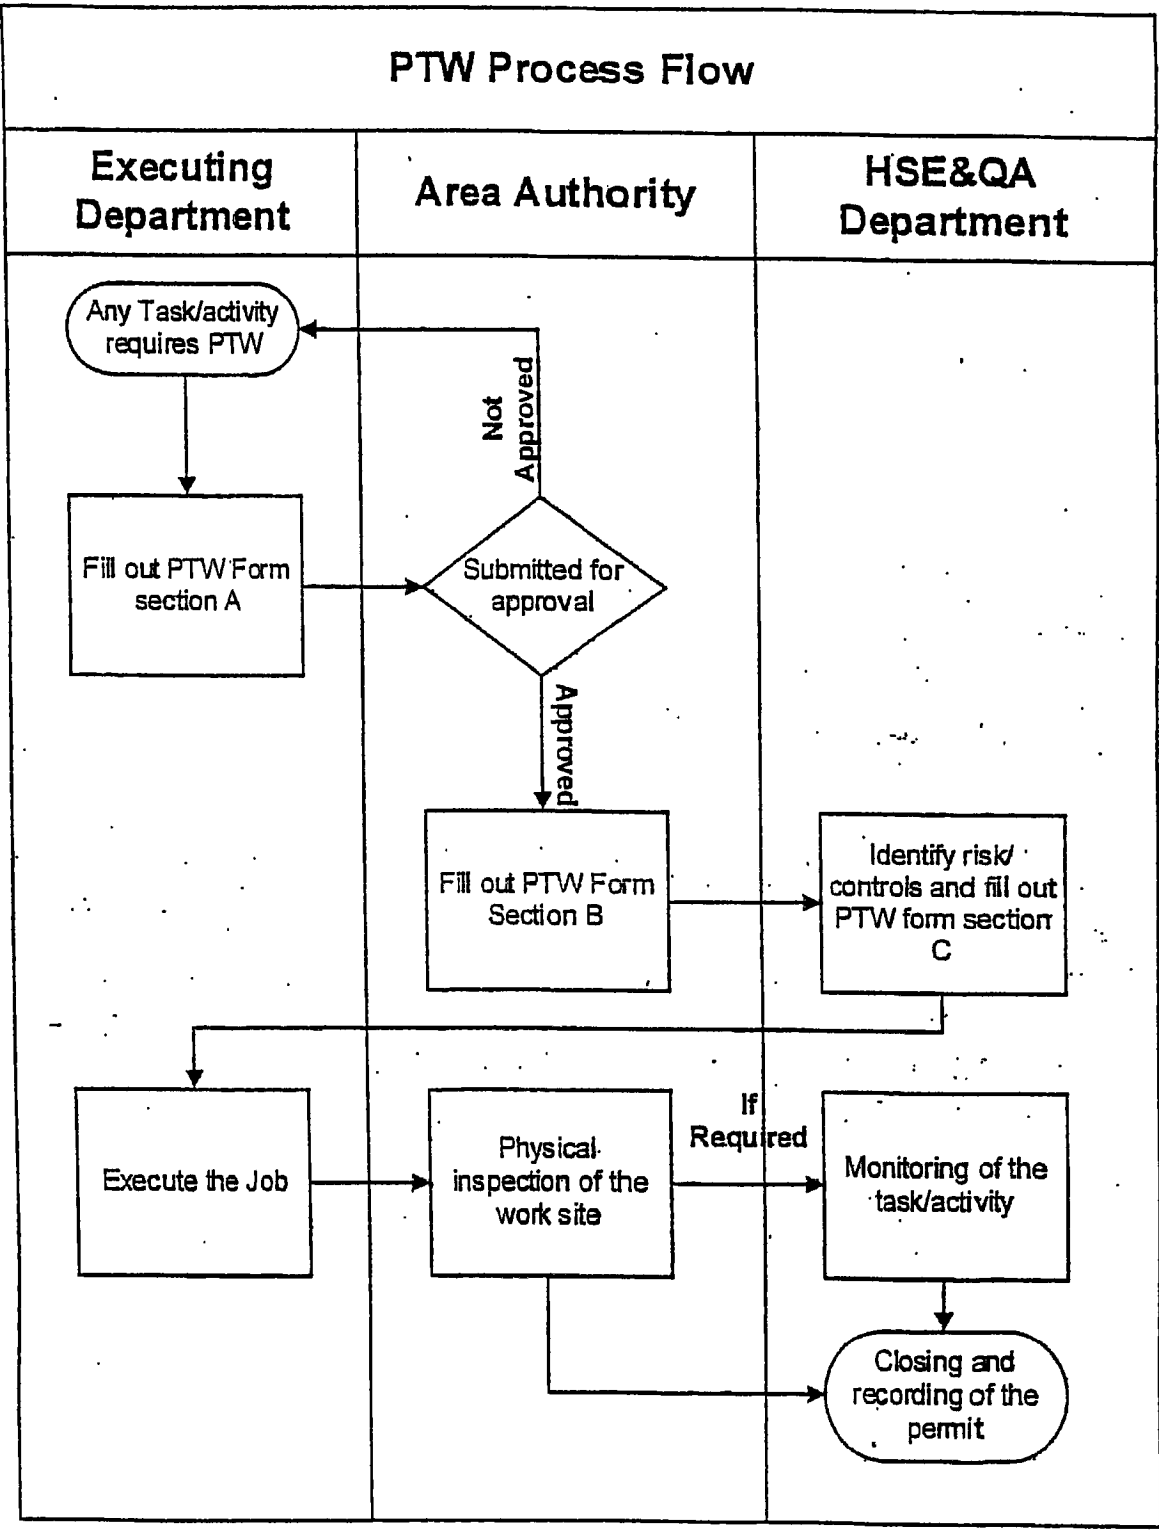 PTW Process Flow
Executing
Department
Area Authority
HSE&QA
Department
Any Task/activity
requires PTW
Not
Approved
Fill out PTW Form
section A
Submitted for
approval
Approved
Fill out PTW Form
Section B
Identify risk/
controls and fill out
PTW form section
C
Execute the Job
Physical
inspection of the
work site
If
Required
Monitoring of the
task/activity
Closing and
recording of the
permit